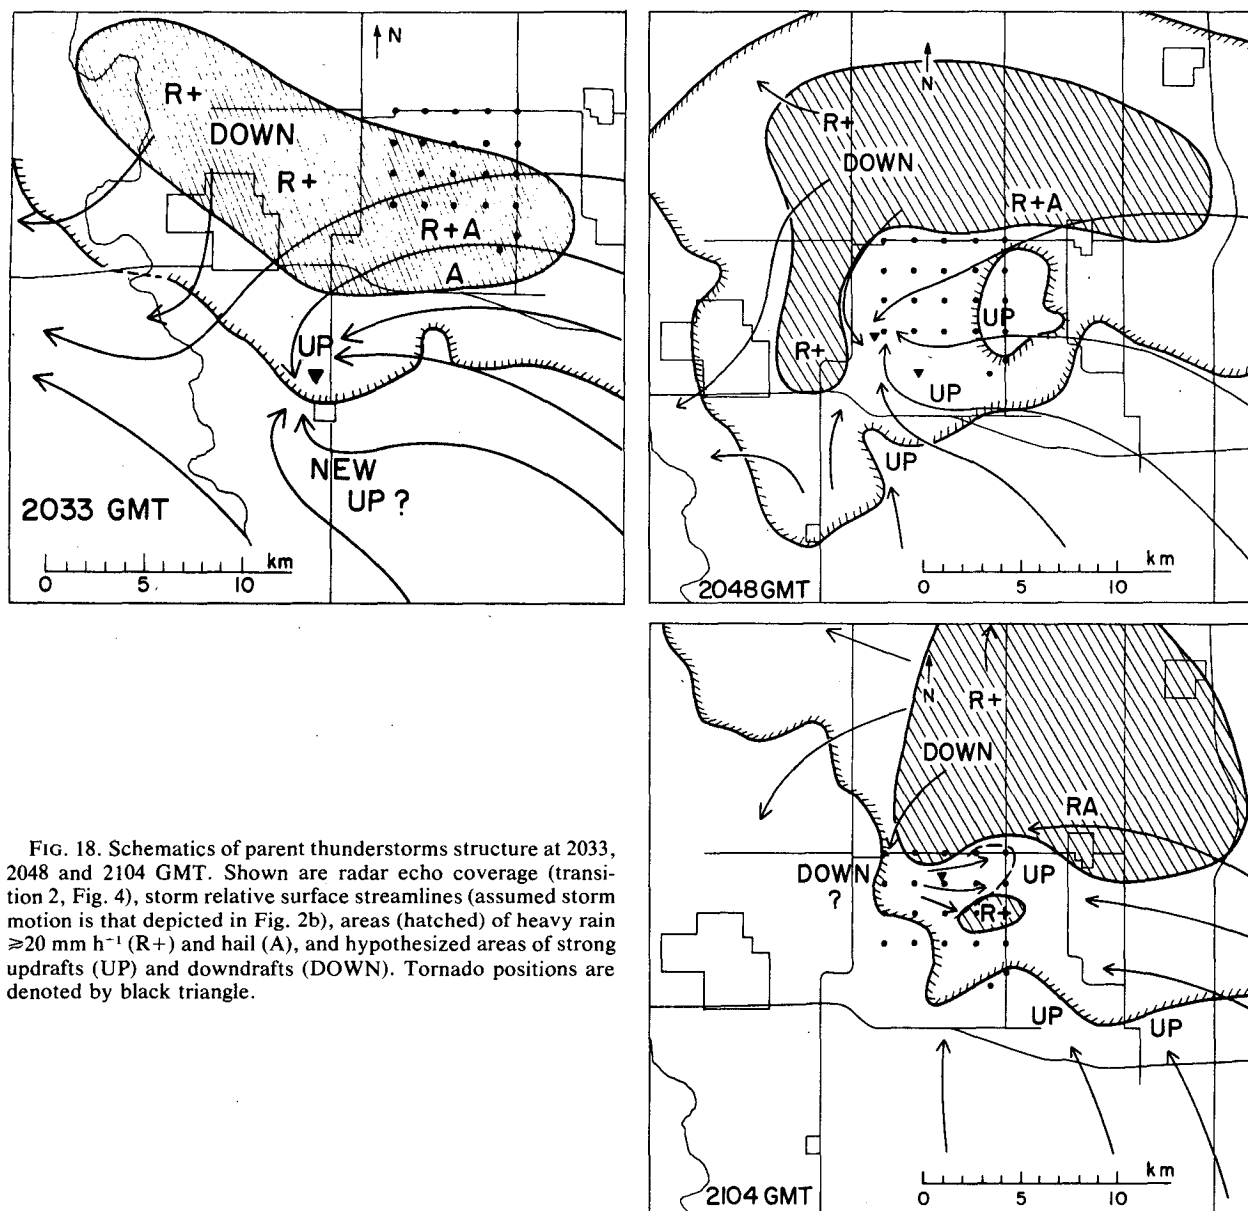 N
R+
DOWN
R+
R+A
A
UP
NEW
UP ?
2033 GMT
km
0 5 10
N
R+
DOWN
R+A
UP
R+
UP
UP
km
2048 GMT
0 5 10
N
R+
DOWN
RA
DOWN
?
UP
R+
UP
UP
km
2104 GMT
0 5 10
FIG. 18. Schematics of parent thunderstorms structure at 2033,
2048 and 2104 GMT. Shown are radar echo coverage (transi-
tion 2, Fig. 4), storm relative surface streamlines (assumed storm
motion is that depicted in Fig. 2b), areas (hatched) of heavy rain
≥20 mm h⁻¹ (R+) and hail (A), and hypothesized areas of strong
updrafts (UP) and downdrafts (DOWN). Tornado positions are
denoted by black triangle.